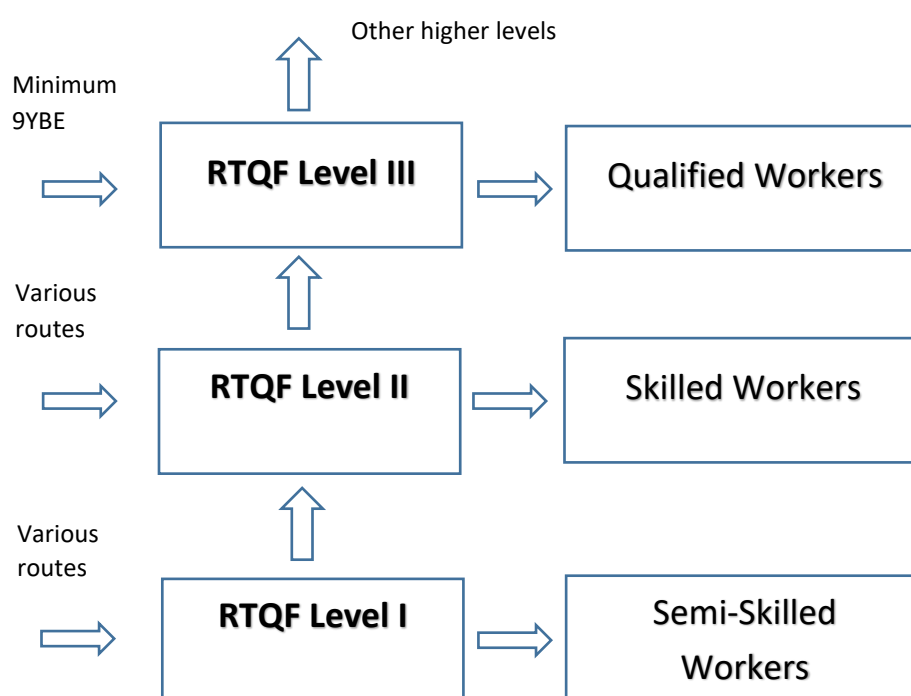 Other higher levels
Minimum
9YBE
RTQF Level III
Qualified Workers
Various
routes
RTQF Level II
Skilled Workers
Various
routes
RTQF Level I
Semi-Skilled
Workers